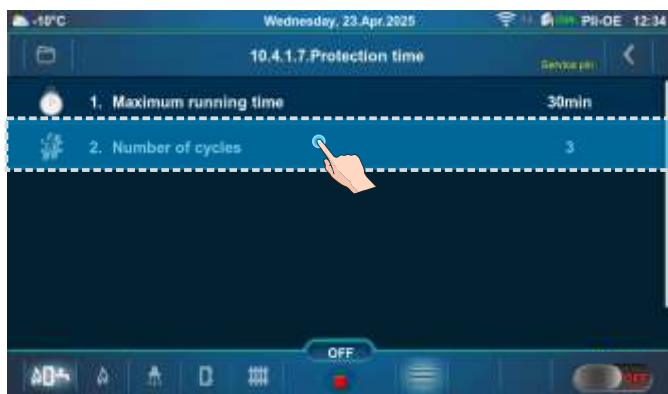 -10°C Wednesday, 23.Apr.2025 PII-OE 12:34
10.4.1.7.Protection time
Service pin
1. Maximum running time 30min
2. Number of cycles 3
OFF
OFF